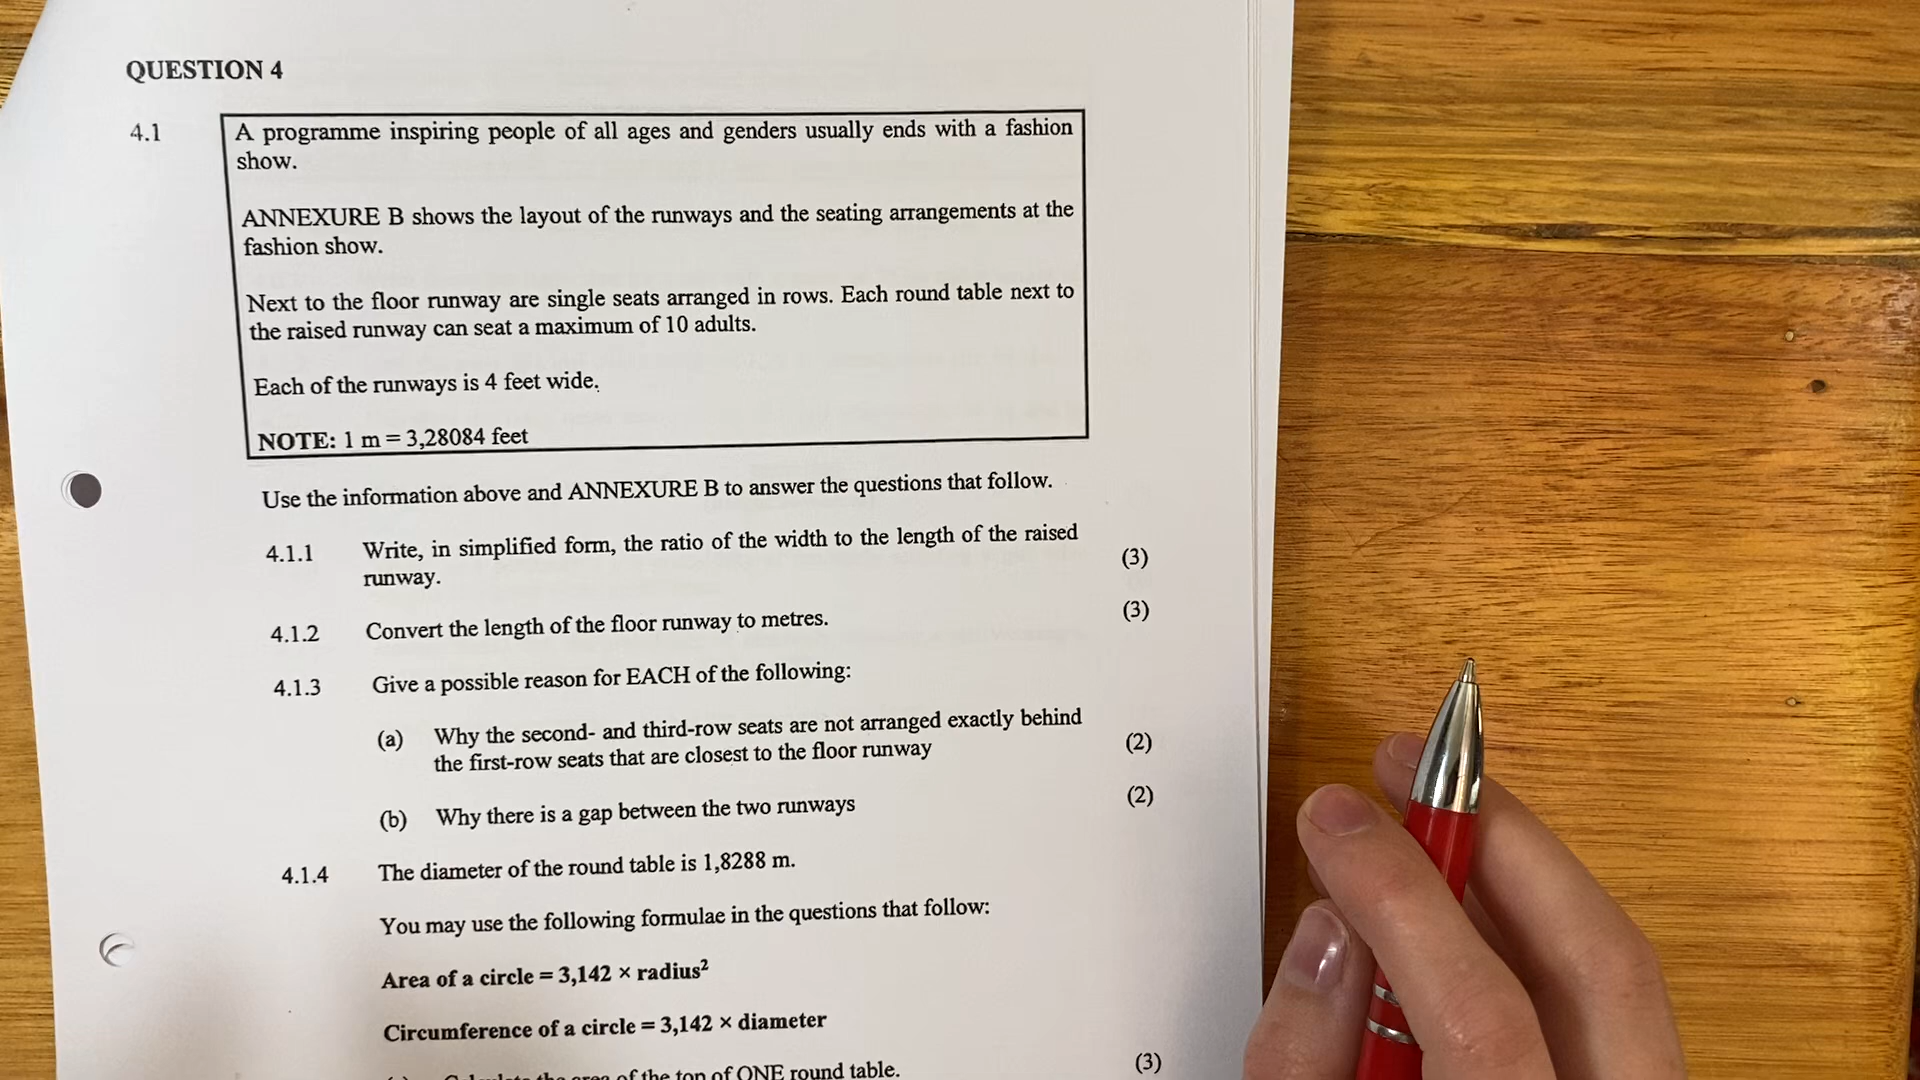 QUESTION 4
4.1 A programme inspiring people of all ages and genders usually ends with a fashion
show.
ANNEXURE B shows the layout of the runways and the seating arrangements at the
fashion show.
Next to the floor runway are single seats arranged in rows. Each round table next to
the raised runway can seat a maximum of 10 adults.
Each of the runways is 4 feet wide.
NOTE: 1 m = 3,28084 feet
Use the information above and ANNEXURE B to answer the questions that follow.
4.1.1 Write, in simplified form, the ratio of the width to the length of the raised
runway. (3)
4.1.2 Convert the length of the floor runway to metres. (3)
4.1.3 Give a possible reason for EACH of the following:
(a) Why the second- and third-row seats are not arranged exactly behind
the first-row seats that are closest to the floor runway (2)
(b) Why there is a gap between the two runways (2)
4.1.4 The diameter of the round table is 1,8288 m.
You may use the following formulae in the questions that follow:
Area of a circle = 3,142 × radius²
Circumference of a circle = 3,142 × diameter
Calculate the area of the top of ONE round table. (3)